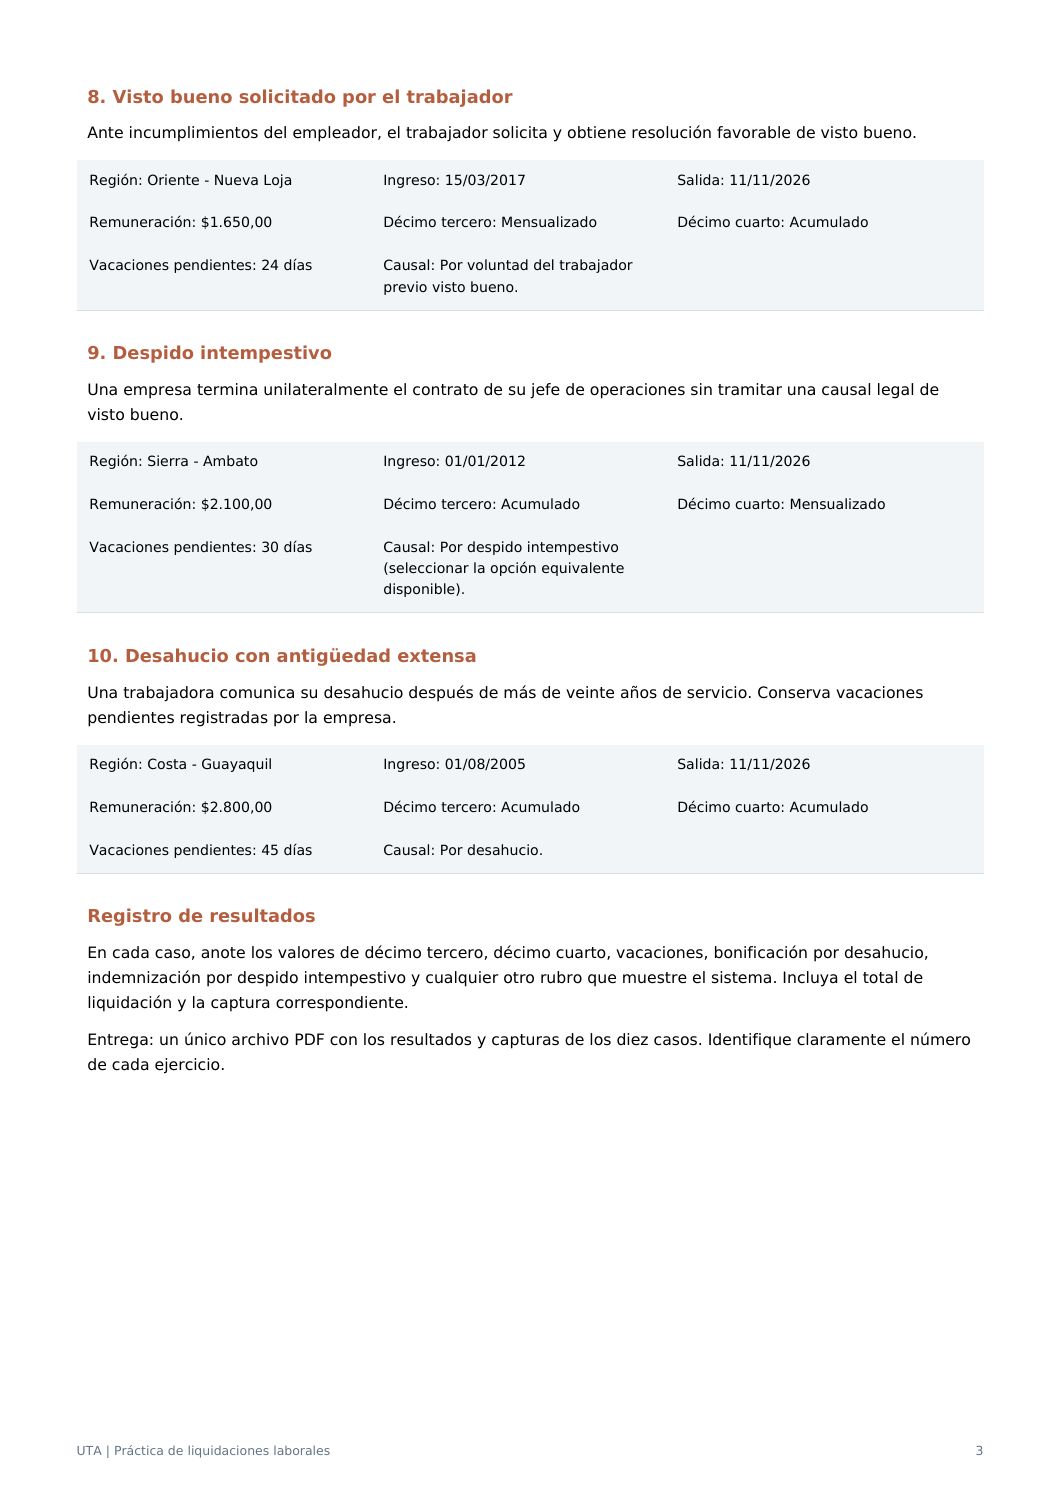 8. Visto bueno solicitado por el trabajador
Ante incumplimientos del empleador, el trabajador solicita y obtiene resolución favorable de visto bueno.
Región: Oriente - Nueva Loja
Ingreso: 15/03/2017
Salida: 11/11/2026
Remuneración: $1.650,00
Décimo tercero: Mensualizado
Décimo cuarto: Acumulado
Vacaciones pendientes: 24 días
Causal: Por voluntad del trabajador
previo visto bueno.
9. Despido intempestivo
Una empresa termina unilateralmente el contrato de su jefe de operaciones sin tramitar una causal legal de
visto bueno.
Región: Sierra - Ambato
Ingreso: 01/01/2012
Salida: 11/11/2026
Remuneración: $2.100,00
Décimo tercero: Acumulado
Décimo cuarto: Mensualizado
Vacaciones pendientes: 30 días
Causal: Por despido intempestivo
(seleccionar la opción equivalente
disponible).
10. Desahucio con antigüedad extensa
Una trabajadora comunica su desahucio después de más de veinte años de servicio. Conserva vacaciones
pendientes registradas por la empresa.
Región: Costa - Guayaquil
Ingreso: 01/08/2005
Salida: 11/11/2026
Remuneración: $2.800,00
Décimo tercero: Acumulado
Décimo cuarto: Acumulado
Vacaciones pendientes: 45 días
Causal: Por desahucio.
Registro de resultados
En cada caso, anote los valores de décimo tercero, décimo cuarto, vacaciones, bonificación por desahucio,
indemnización por despido intempestivo y cualquier otro rubro que muestre el sistema. Incluya el total de
liquidación y la captura correspondiente.
Entrega: un único archivo PDF con los resultados y capturas de los diez casos. Identifique claramente el número
de cada ejercicio.
UTA | Práctica de liquidaciones laborales
3